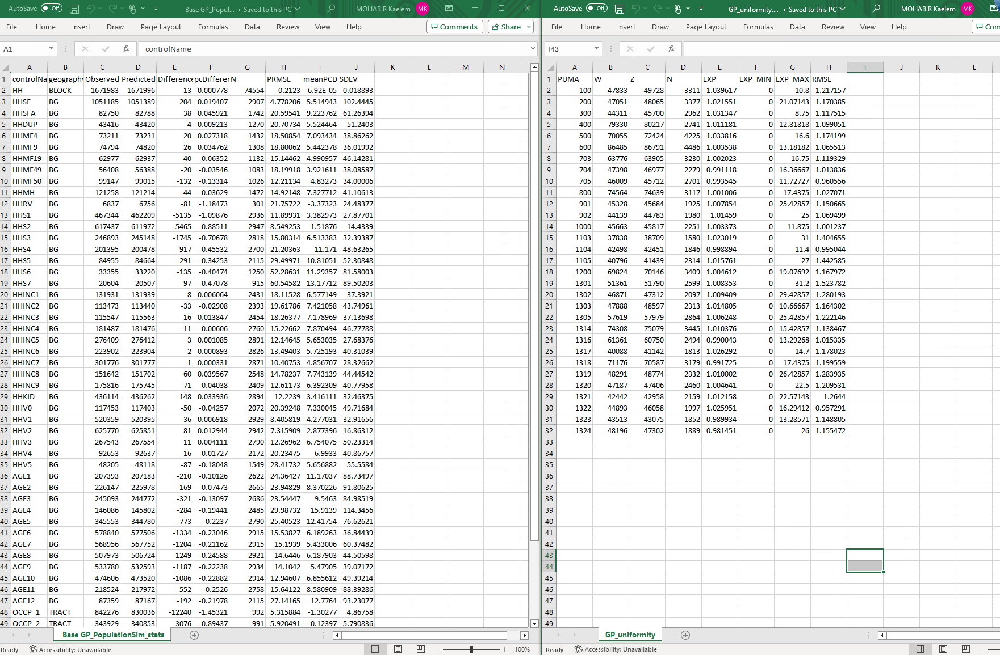 AutoSave Off Base GP_Popul... • Saved to this PC MOHABIR Kaelem MK
File Home Insert Draw Page Layout Formulas Data Review View Help Comments Share
A1 fx controlName
A B C D E F G H I J K L M N
1 controlNa geography Observed Predicted Difference pcDifferen N PRMSE meanPCD SDEV
2 HH BLOCK 1671983 1671996 13 0.000778 74554 0.2123 6.92E-05 0.018893
3 HHSF BG 1051185 1051389 204 0.019407 2907 4.778206 5.514943 102.4445
4 HHSFA BG 82750 82788 38 0.045921 1742 20.59541 9.223762 61.26394
5 HHDUP BG 43416 43420 4 0.009213 1270 20.70734 5.524464 51.2403
6 HHMF4 BG 73211 73231 20 0.027318 1432 18.50854 7.093434 38.86262
7 HHMF9 BG 74794 74820 26 0.034762 1308 18.80062 5.442378 36.01992
8 HHMF19 BG 62977 62937 -40 -0.06352 1132 15.14462 4.990957 46.14281
9 HHMF49 BG 56408 56388 -20 -0.03546 1083 18.19918 3.921611 38.08587
10 HHMF50 BG 99147 99015 -132 -0.13314 1026 12.21134 4.83273 34.00006
11 HHMH BG 121258 121214 -44 -0.03629 1472 14.92148 7.327712 41.10613
12 HHRV BG 6837 6756 -81 -1.18473 301 21.75722 -3.37323 24.48377
13 HHS1 BG 467344 462209 -5135 -1.09876 2936 11.89931 3.382973 27.87701
14 HHS2 BG 617437 611972 -5465 -0.88511 2947 8.549253 1.51876 14.4339
15 HHS3 BG 246893 245148 -1745 -0.70678 2818 15.80314 6.513383 32.39387
16 HHS4 BG 201395 200478 -917 -0.45532 2700 21.20363 11.171 48.63265
17 HHS5 BG 84955 84664 -291 -0.34253 2115 29.49971 10.81051 52.30848
18 HHS6 BG 33355 33220 -135 -0.40474 1250 52.28631 11.29357 81.58003
19 HHS7 BG 20604 20507 -97 -0.47078 915 60.54582 13.17712 89.50203
20 HHINC1 BG 131931 131939 8 0.006064 2431 18.11528 6.577149 37.3921
21 HHINC2 BG 113473 113440 -33 -0.02908 2393 19.61786 7.421058 43.74961
22 HHINC3 BG 115547 115563 16 0.013847 2454 18.26377 7.178969 37.13698
23 HHINC4 BG 181487 181476 -11 -0.00606 2760 15.22662 7.870494 46.77788
24 HHINC5 BG 276409 276412 3 0.001085 2891 12.14645 5.653035 27.68376
25 HHINC6 BG 223902 223904 2 0.000893 2826 13.49403 5.725193 40.31039
26 HHINC7 BG 301776 301777 1 0.000331 2871 10.40753 4.856707 28.32662
27 HHINC8 BG 151642 151702 60 0.039567 2548 14.78237 7.743139 44.44542
28 HHINC9 BG 175816 175745 -71 -0.04038 2409 12.61173 6.392309 40.77958
29 HHKID BG 436114 436262 148 0.033936 2894 12.2239 3.416111 32.46375
30 HHV0 BG 117453 117403 -50 -0.04257 2072 20.39248 7.330045 49.71684
31 HHV1 BG 520359 520395 36 0.006918 2929 8.405819 4.277031 32.91656
32 HHV2 BG 625770 625851 81 0.012944 2942 7.315909 2.877396 16.86312
33 HHV3 BG 267543 267554 11 0.004111 2790 12.26962 6.754075 50.23314
34 HHV4 BG 92653 92637 -16 -0.01727 2172 20.23475 6.9933 40.86757
35 HHV5 BG 48205 48118 -87 -0.18048 1549 28.41732 5.656882 55.5584
36 AGE1 BG 207393 207183 -210 -0.10126 2622 24.36427 11.17037 88.73497
37 AGE2 BG 226147 225978 -169 -0.07473 2665 23.94829 8.370226 91.80625
38 AGE3 BG 245093 244772 -321 -0.13097 2686 23.54447 9.5463 84.98519
39 AGE4 BG 146086 145802 -284 -0.19441 2485 29.98732 15.9139 114.3456
40 AGE5 BG 345553 344780 -773 -0.2237 2790 25.40523 12.41754 76.62621
41 AGE6 BG 578840 577506 -1334 -0.23046 2915 15.53827 6.189263 36.84439
42 AGE7 BG 568956 567752 -1204 -0.21162 2915 15.1939 5.433006 60.37482
43 AGE8 BG 507973 506724 -1249 -0.24588 2921 14.6446 6.187903 44.50598
44 AGE9 BG 533780 532593 -1187 -0.22238 2934 14.1042 5.47905 39.07172
45 AGE10 BG 474606 473520 -1086 -0.22882 2914 12.94607 6.855612 49.39214
46 AGE11 BG 218524 217972 -552 -0.2526 2758 15.64122 8.580909 88.39286
47 AGE12 BG 87359 87167 -192 -0.21978 2115 27.14165 12.7764 93.23077
48 OCCP_1 TRACT 842276 830036 -12240 -1.45321 992 5.315884 -1.30277 4.86758
49 OCCP_2 TRACT 343929 340853 -3076 -0.89437 991 5.920491 -0.12397 5.790836
Base GP_PopulationSim_stats
Ready Accessibility: Unavailable 100%
AutoSave Off GP_uniformity.... • Saved to this PC MOHABIR Kaelem MK
File Home Insert Draw Page Layout Formulas Data Review View Help Com
I43 fx
A B C D E F G H I J K L
1 PUMA W Z N EXP EXP_MIN EXP_MAX RMSE
2 100 47833 49728 3311 1.039617 0 10.8 1.217157
3 200 47051 48065 3377 1.021551 0 21.07143 1.170385
4 300 44311 45700 2962 1.031347 0 8.75 1.117515
5 400 79330 80217 2741 1.011181 0 12.81818 1.099051
6 500 70055 72424 4225 1.033816 0 16.6 1.174199
7 600 86485 86791 4486 1.003538 0 13.18182 1.065513
8 703 63776 63905 3230 1.002023 0 16.75 1.119329
9 704 47398 46977 2279 0.991118 0 16.36667 1.013836
10 705 46009 45712 2701 0.993545 0 11.72727 0.960556
11 800 74564 74639 3117 1.001006 0 17.4375 1.027071
12 901 45328 45684 1925 1.007854 0 25.42857 1.150665
13 902 44139 44783 1980 1.01459 0 25 1.069499
14 1000 45663 45817 2251 1.003373 0 11.875 1.001237
15 1103 37838 38709 1580 1.023019 0 31 1.404655
16 1104 42498 42451 1846 0.998894 0 11.4 0.995044
17 1105 40796 41439 2314 1.015761 0 27 1.442585
18 1200 69824 70146 3409 1.004612 0 19.07692 1.167972
19 1301 51361 51790 2599 1.008353 0 31.2 1.523782
20 1302 46871 47312 2097 1.009409 0 29.42857 1.280193
21 1303 47888 48597 2313 1.014805 0 10.66667 1.164302
22 1305 57619 57979 2864 1.006248 0 25.42857 1.222146
23 1314 74308 75079 3445 1.010376 0 15.42857 1.138467
24 1316 61361 60750 2494 0.990043 0 13.29268 1.015335
25 1317 40088 41142 1813 1.026292 0 14.7 1.178023
26 1318 71176 70587 3179 0.991725 0 17.4375 1.199559
27 1319 48291 48774 2332 1.010002 0 26.42857 1.283935
28 1320 47187 47406 2460 1.004641 0 22.5 1.209531
29 1321 42442 42958 2159 1.012158 0 22.57143 1.2644
30 1322 44893 46058 1997 1.025951 0 16.29412 0.957291
31 1323 43513 43075 1852 0.989934 0 13.28571 1.148805
32 1324 48196 47302 1889 0.981451 0 26 1.155472
33
34
35
36
37
38
39
40
41
42
43
44
45
46
47
48
49
GP_uniformity
Ready Accessibility: Unavailable